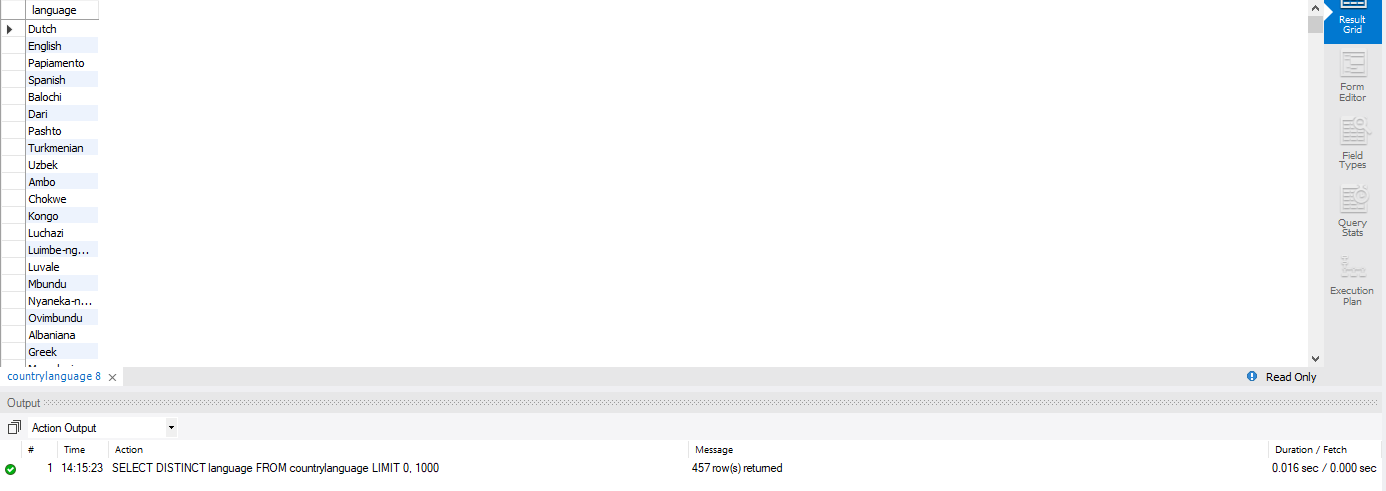 language
Dutch
English
Papiamento
Spanish
Balochi
Dari
Pashto
Turkmenian
Uzbek
Ambo
Chokwe
Kongo
Luchazi
Luimbe-ng...
Luvale
Mbundu
Nyaneka-n...
Ovimbundu
Albaniana
Greek
Result
Grid
Form
Editor
Field
Types
Query
Stats
Execution
Plan
countrylanguage 8
Read Only
Output
Action Output
# Time Action Message Duration / Fetch
1 14:15:23 SELECT DISTINCT language FROM countrylanguage LIMIT 0, 1000 457 row(s) returned 0.016 sec / 0.000 sec